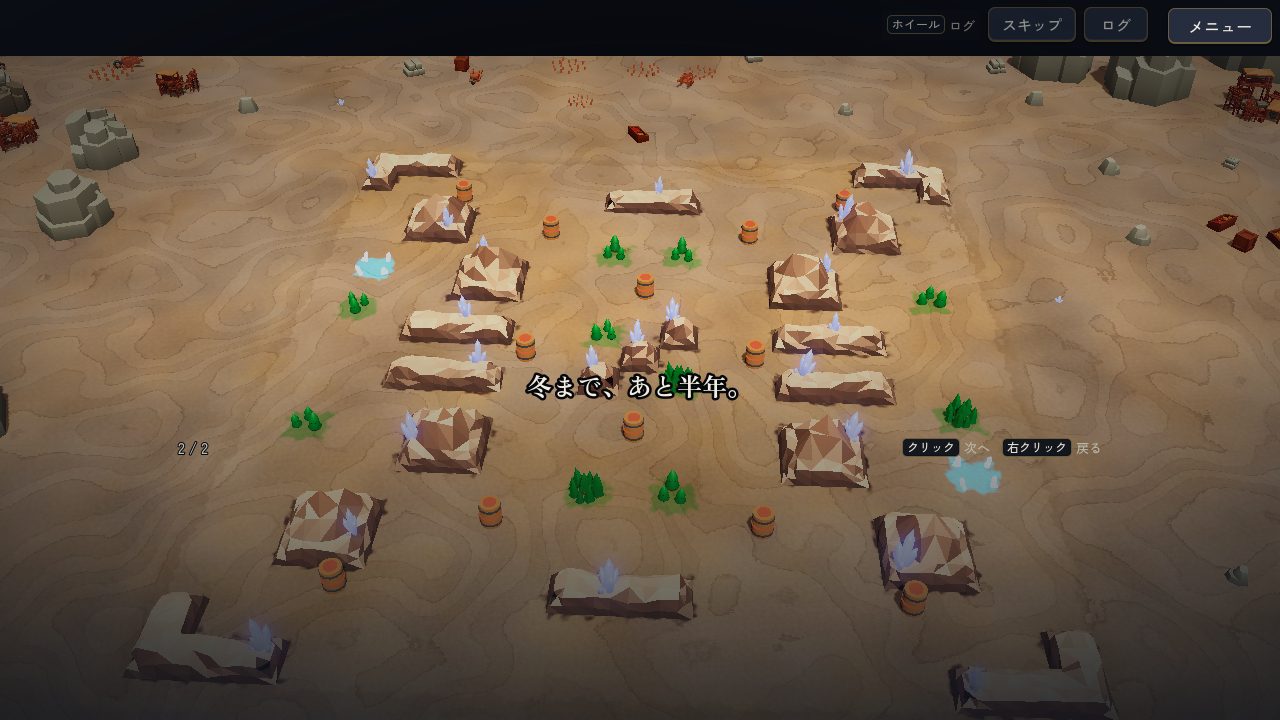 ホイール ログ スキップ ログ メニュー
冬まで、あと半年。
2 / 2 クリック 次へ 右クリック 戻る